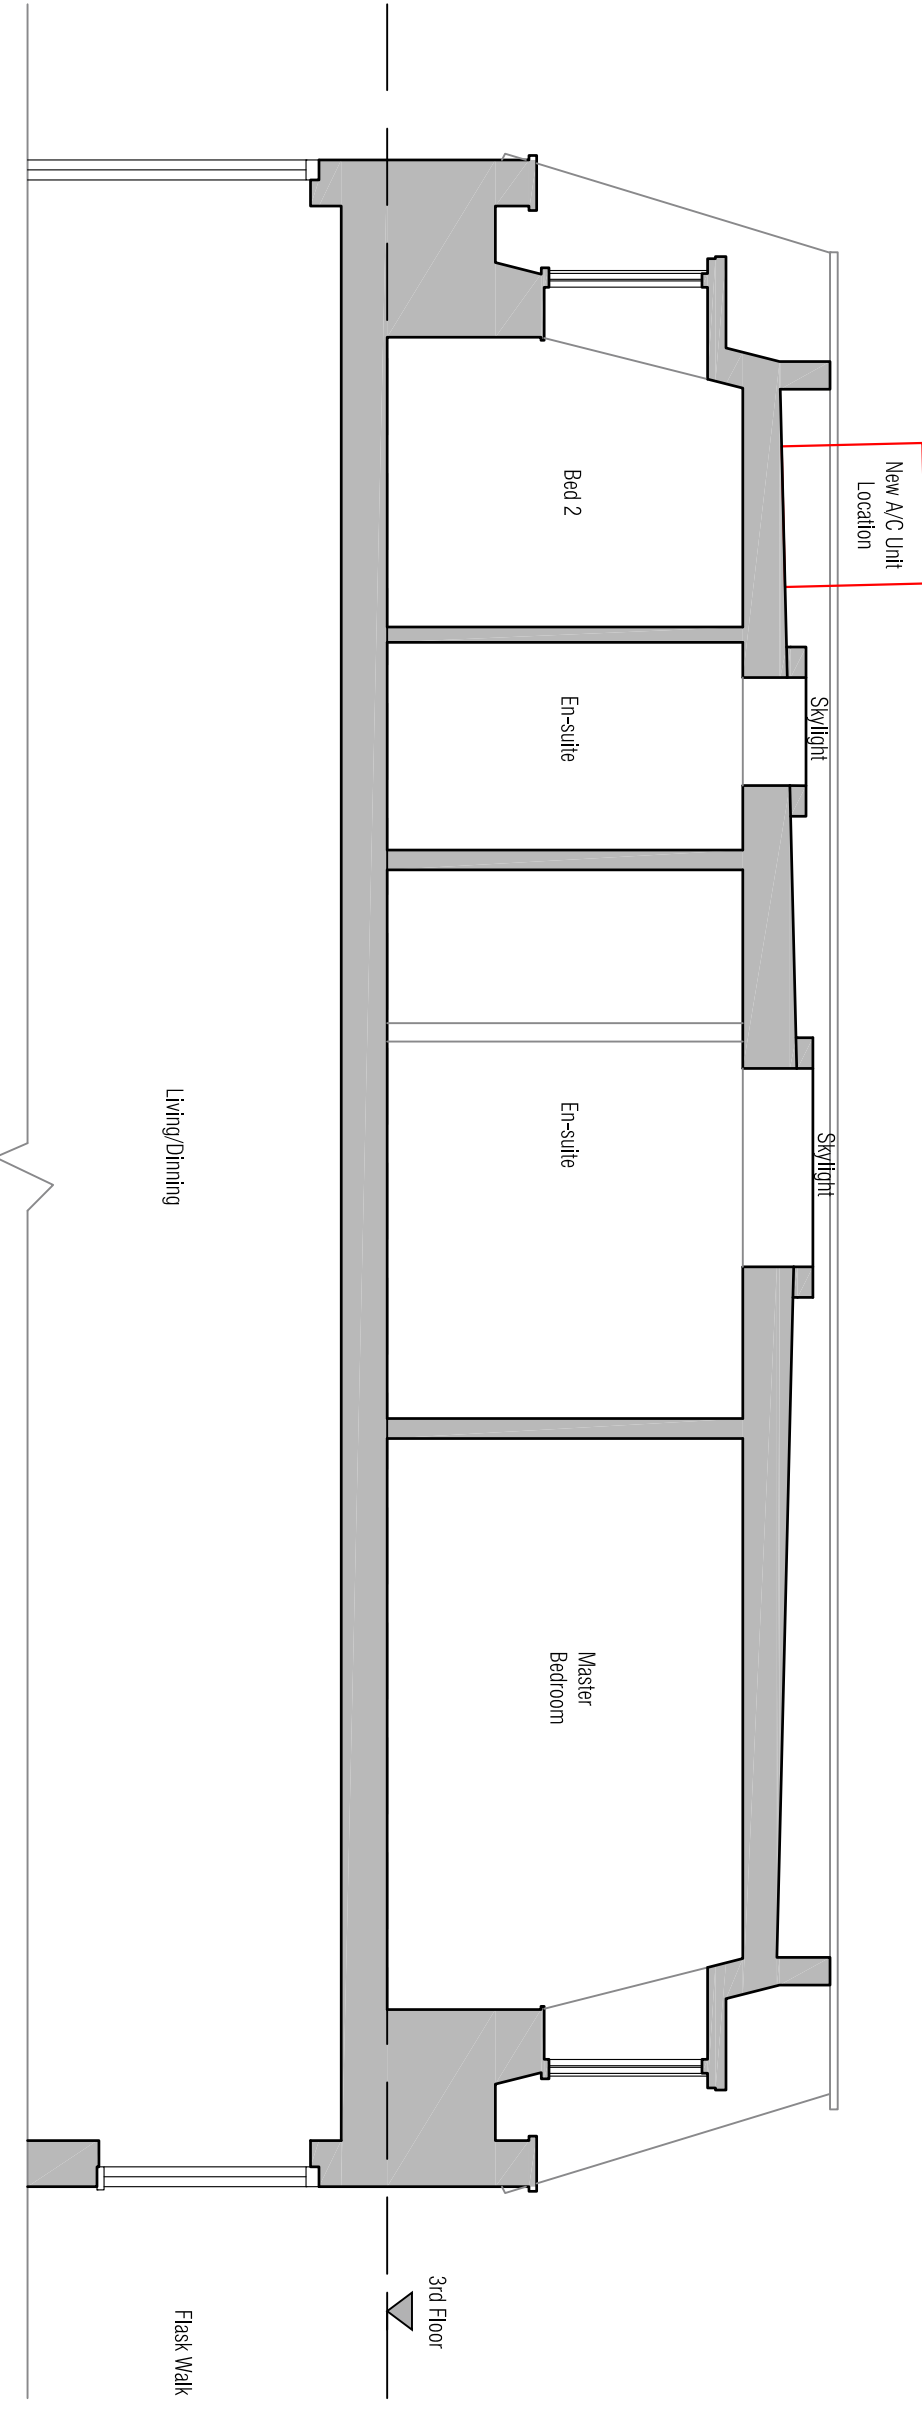 New A/C Unit
Location
Skylight
Skylight
Bed 2
En-suite
En-suite
Master
Bedroom
3rd Floor
Living/Dinning
Flask Walk